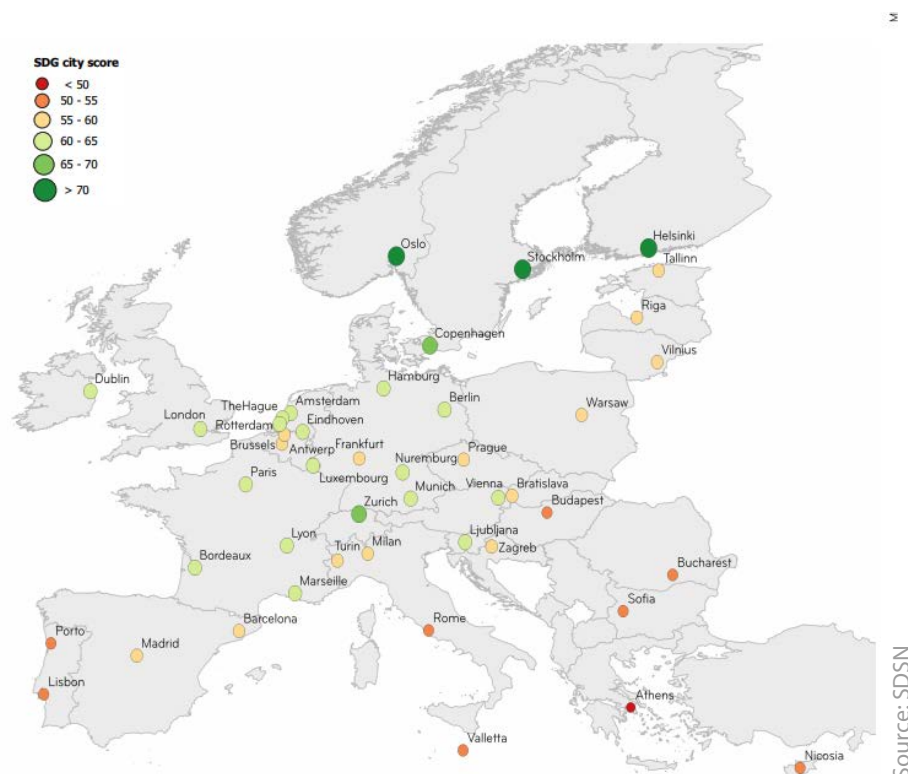 M
SDG city score
< 50
50 - 55
55 - 60
60 - 65
65 - 70
> 70
Oslo
Helsinki
Stockholm
Tallinn
Riga
Copenhagen
Vilnius
Dublin
Hamburg
TheHague
Amsterdam
Berlin
Warsaw
London
Rotterdam
Eindhoven
Brussels
Antwerp
Frankfurt
Prague
Nuremburg
Luxembourg
Paris
Munich
Vienna
Bratislava
Zurich
Budapest
Lyon
Ljubljana
Turin
Milan
Zagreb
Bordeaux
Bucharest
Marseille
Sofia
Barcelona
Rome
Porto
Madrid
Lisbon
Athens
Valletta
Nicosia
Source: SDSN